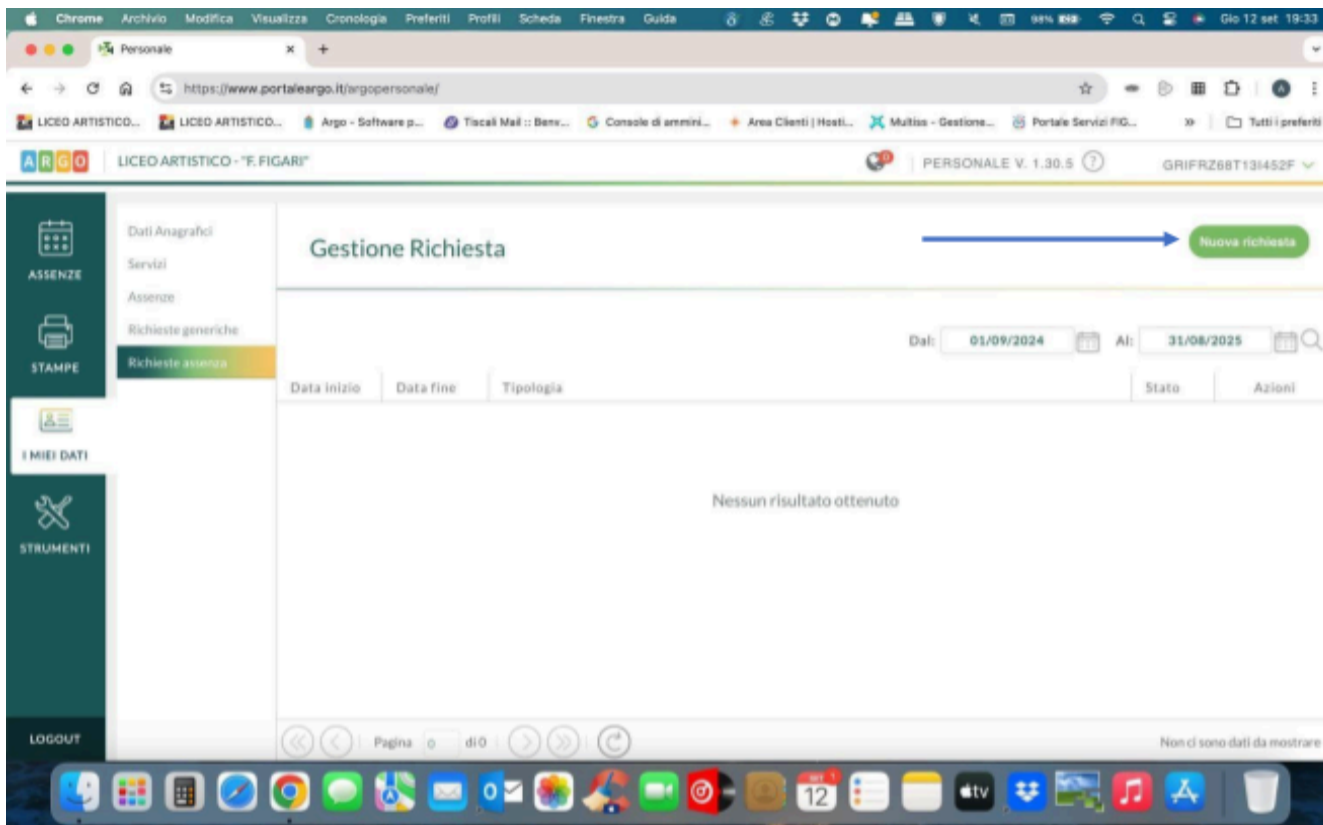 Chrome Archivio Modifica Visualizza Cronologia Preferiti Profili Scheda Finestra Guida 98% Gio 12 set 19:33
Personale
https://www.portaleargo.it/argopersonale/
LICEO ARTISTICO... LICEO ARTISTICO... Argo - Software p... Tiscali Mail :: Benv... Console di ammini... Area Clienti | Hosti... Multiss - Gestione... Portale Servizi FIG... Tutti i preferiti
ARGO LICEO ARTISTICO - "F. FIGARI" PERSONALE V. 1.30.5 ? GRIFRZ68T13I452F
ASSENZE
STAMPE
I MIEI DATI
STRUMENTI
LOGOUT
Dati Anagrafici
Servizi
Assenze
Richieste generiche
Richieste assenza
Gestione Richiesta Nuova richiesta
Dal: 01/09/2024 Al: 31/08/2025
Data inizio Data fine Tipologia Stato Azioni
Nessun risultato ottenuto
Pagina 0 di 0 Non ci sono dati da mostrare
12 tv